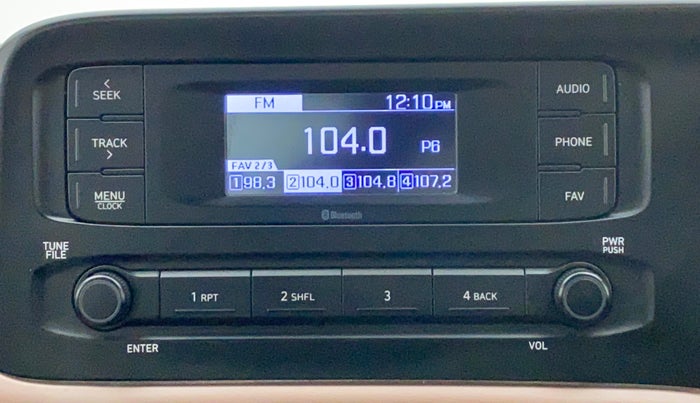 < SEEK
TRACK >
MENU
CLOCK
FM 12:10 PM
104.0 P6
FAV 2/3
1 98.3 2 104.0 3 104.8 4 107.2
Bluetooth
AUDIO
PHONE
FAV
TUNE
FILE
PWR
PUSH
1 RPT 2 SHFL 3 4 BACK
ENTER VOL